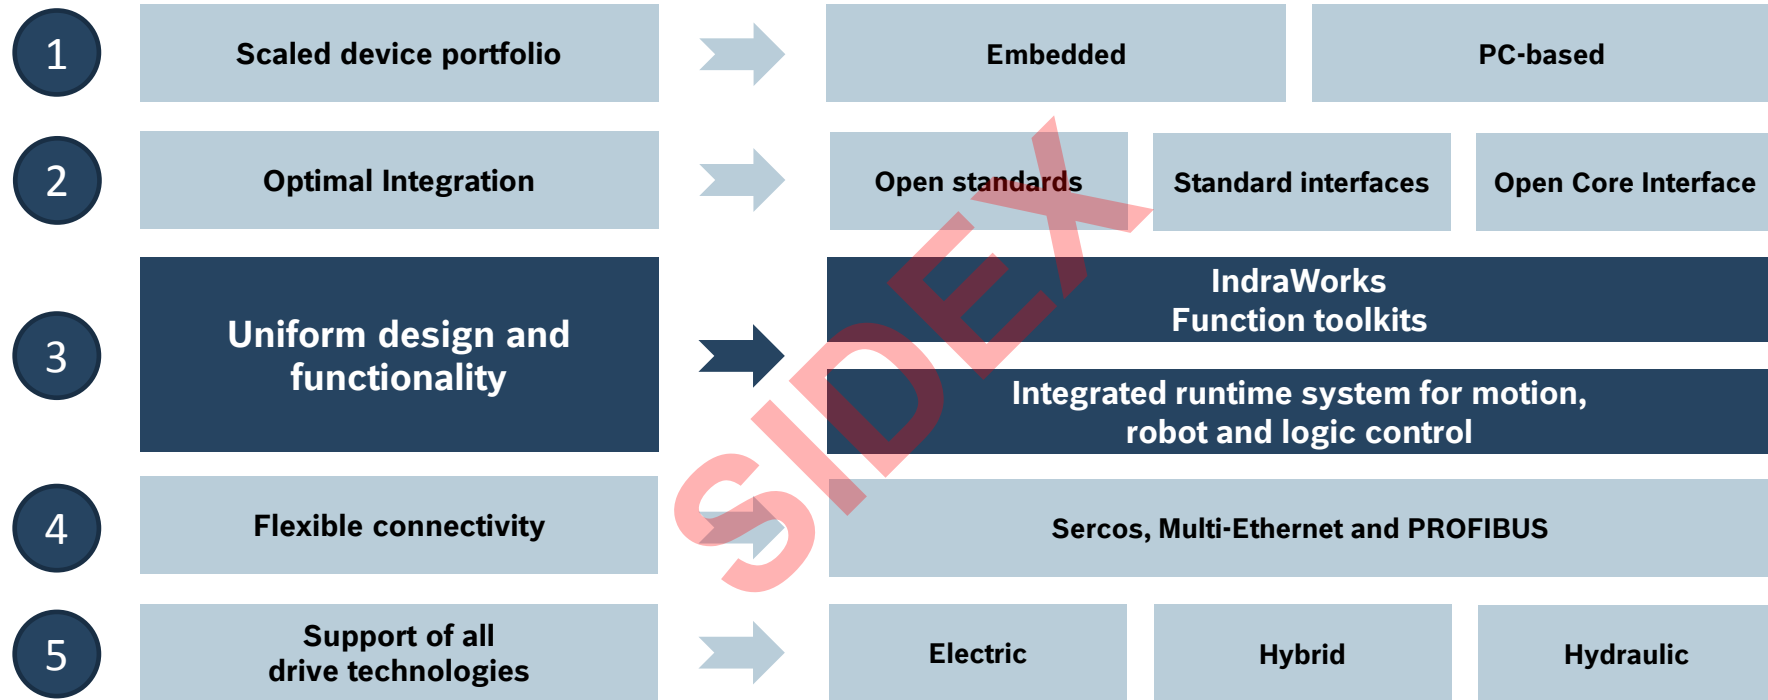 1
Scaled device portfolio
Embedded
PC-based
2
Optimal Integration
Open standards
Standard interfaces
Open Core Interface
3
Uniform design and
functionality
IndraWorks
Function toolkits
Integrated runtime system for motion,
robot and logic control
4
Flexible connectivity
Sercos, Multi-Ethernet and PROFIBUS
5
Support of all
drive technologies
Electric
Hybrid
Hydraulic
SIDEX